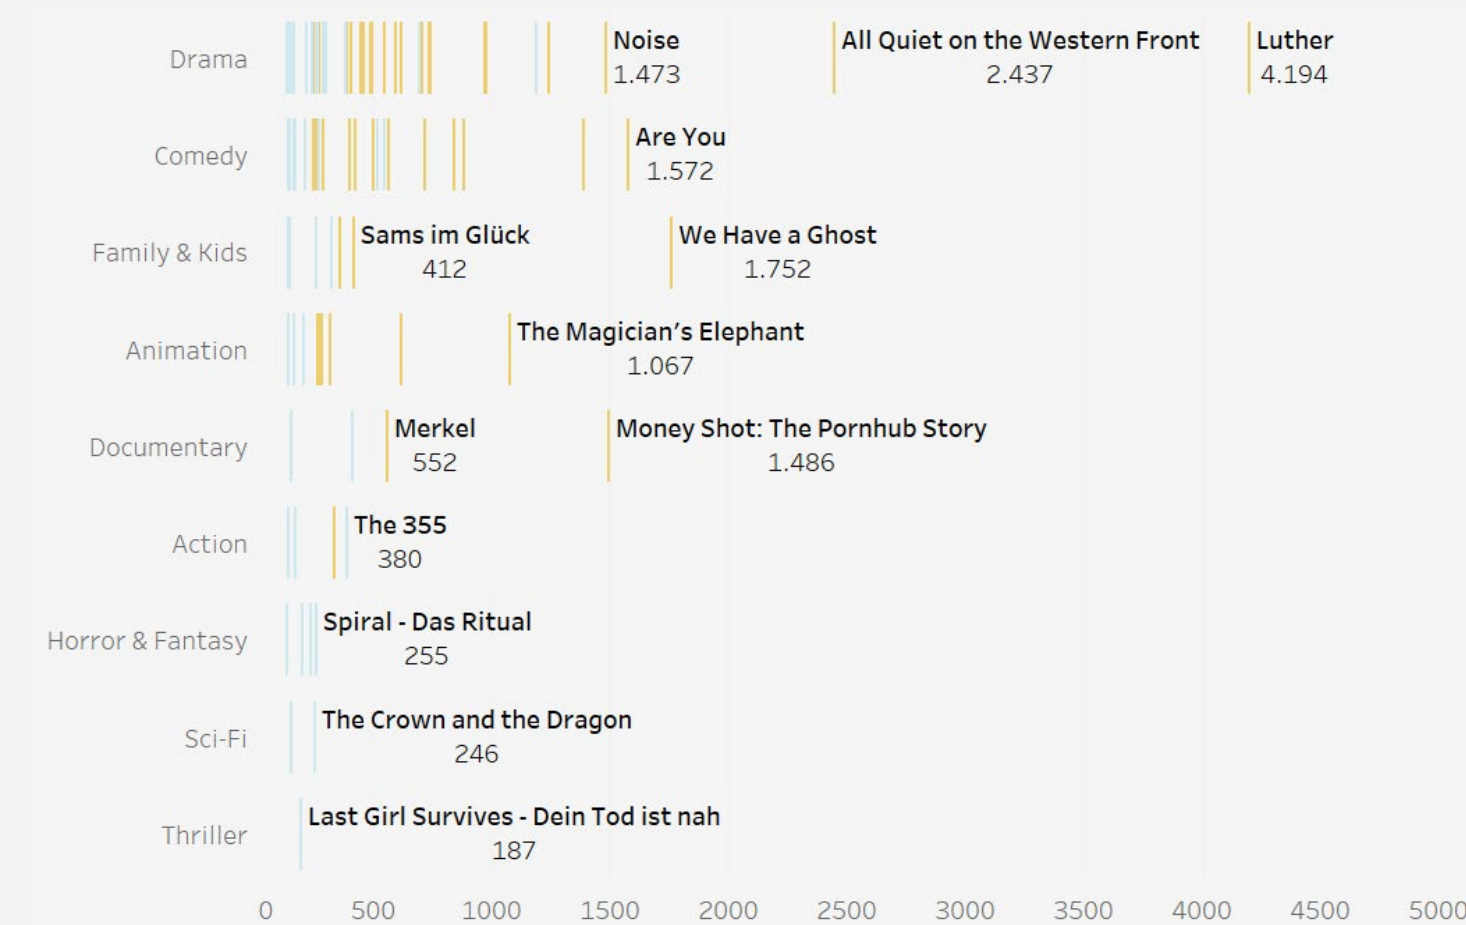 Drama
Noise
1.473
All Quiet on the Western Front
2.437
Luther
4.194
Comedy
Are You
1.572
Family & Kids
Sams im Glück
412
We Have a Ghost
1.752
Animation
The Magician’s Elephant
1.067
Documentary
Merkel
552
Money Shot: The Pornhub Story
1.486
Action
The 355
380
Horror & Fantasy
Spiral - Das Ritual
255
Sci-Fi
The Crown and the Dragon
246
Thriller
Last Girl Survives - Dein Tod ist nah
187
0 500 1000 1500 2000 2500 3000 3500 4000 4500 5000